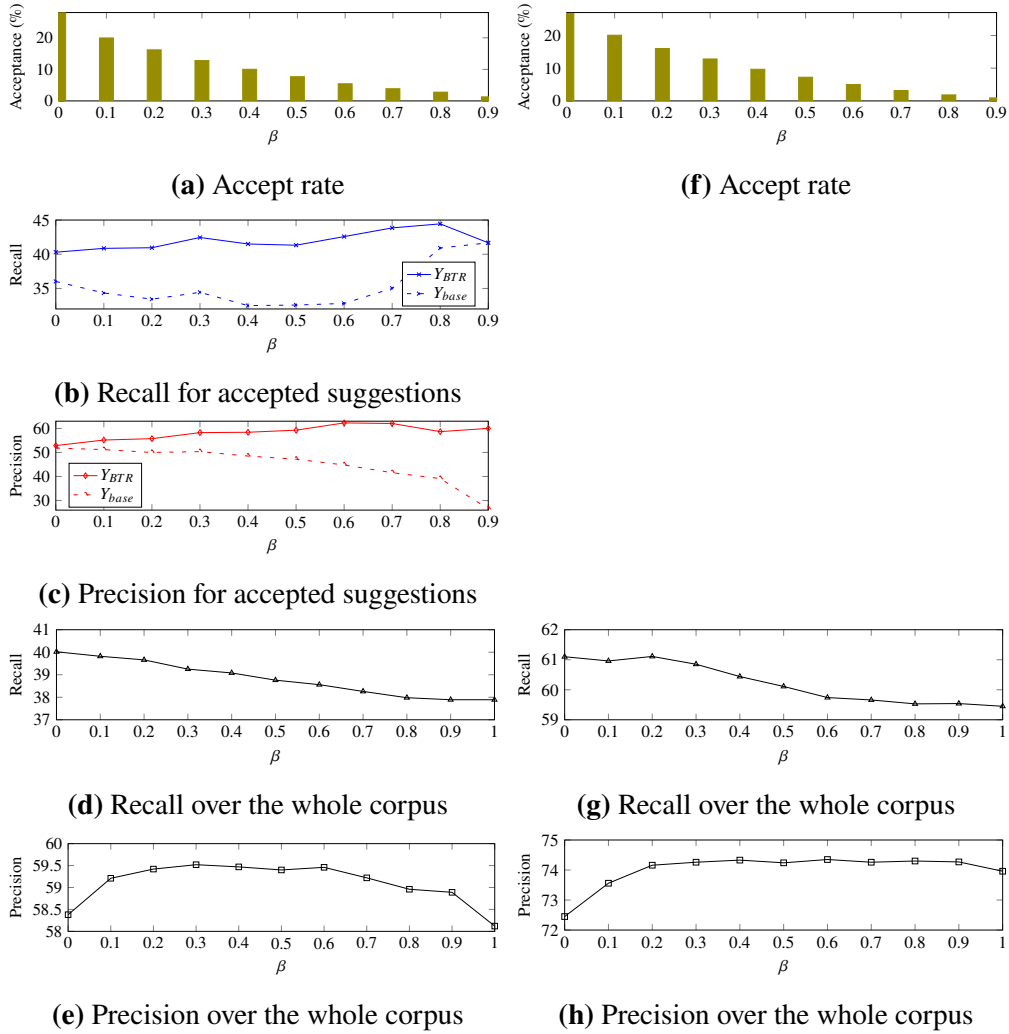 Acceptance (%)
20
10
0
0 0.1 0.2 0.3 0.4 0.5 0.6 0.7 0.8 0.9
β
(a) Accept rate
Acceptance (%)
20
10
0
0 0.1 0.2 0.3 0.4 0.5 0.6 0.7 0.8 0.9
β
(f) Accept rate
Recall
45
40
35
Y_BTR
Y_base
0 0.1 0.2 0.3 0.4 0.5 0.6 0.7 0.8 0.9
β
(b) Recall for accepted suggestions
Precision
60
50
40
30
Y_BTR
Y_base
0 0.1 0.2 0.3 0.4 0.5 0.6 0.7 0.8 0.9
β
(c) Precision for accepted suggestions
Recall
41
40
39
38
37
0 0.1 0.2 0.3 0.4 0.5 0.6 0.7 0.8 0.9 1
β
(d) Recall over the whole corpus
Recall
62
61
60
59
0 0.1 0.2 0.3 0.4 0.5 0.6 0.7 0.8 0.9 1
β
(g) Recall over the whole corpus
Precision
60
59.5
59
58.5
58
0 0.1 0.2 0.3 0.4 0.5 0.6 0.7 0.8 0.9 1
β
(e) Precision over the whole corpus
Precision
75
74
73
72
0 0.1 0.2 0.3 0.4 0.5 0.6 0.7 0.8 0.9 1
β
(h) Precision over the whole corpus